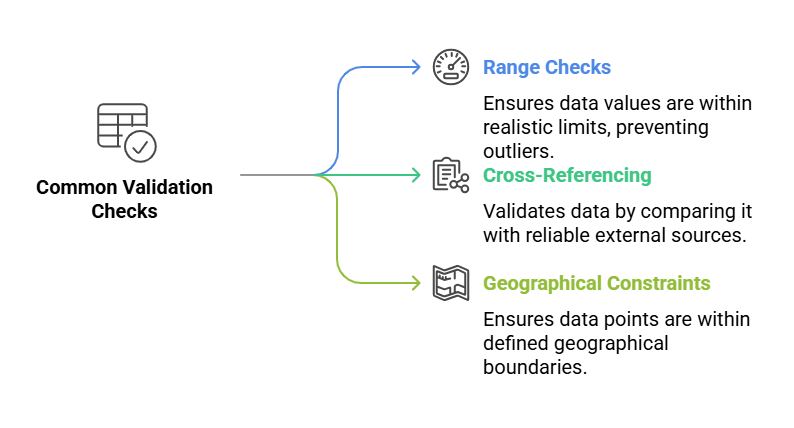 Common Validation
Checks
Range Checks
Ensures data values are within
realistic limits, preventing
outliers.
Cross-Referencing
Validates data by comparing it
with reliable external sources.
Geographical Constraints
Ensures data points are within
defined geographical
boundaries.